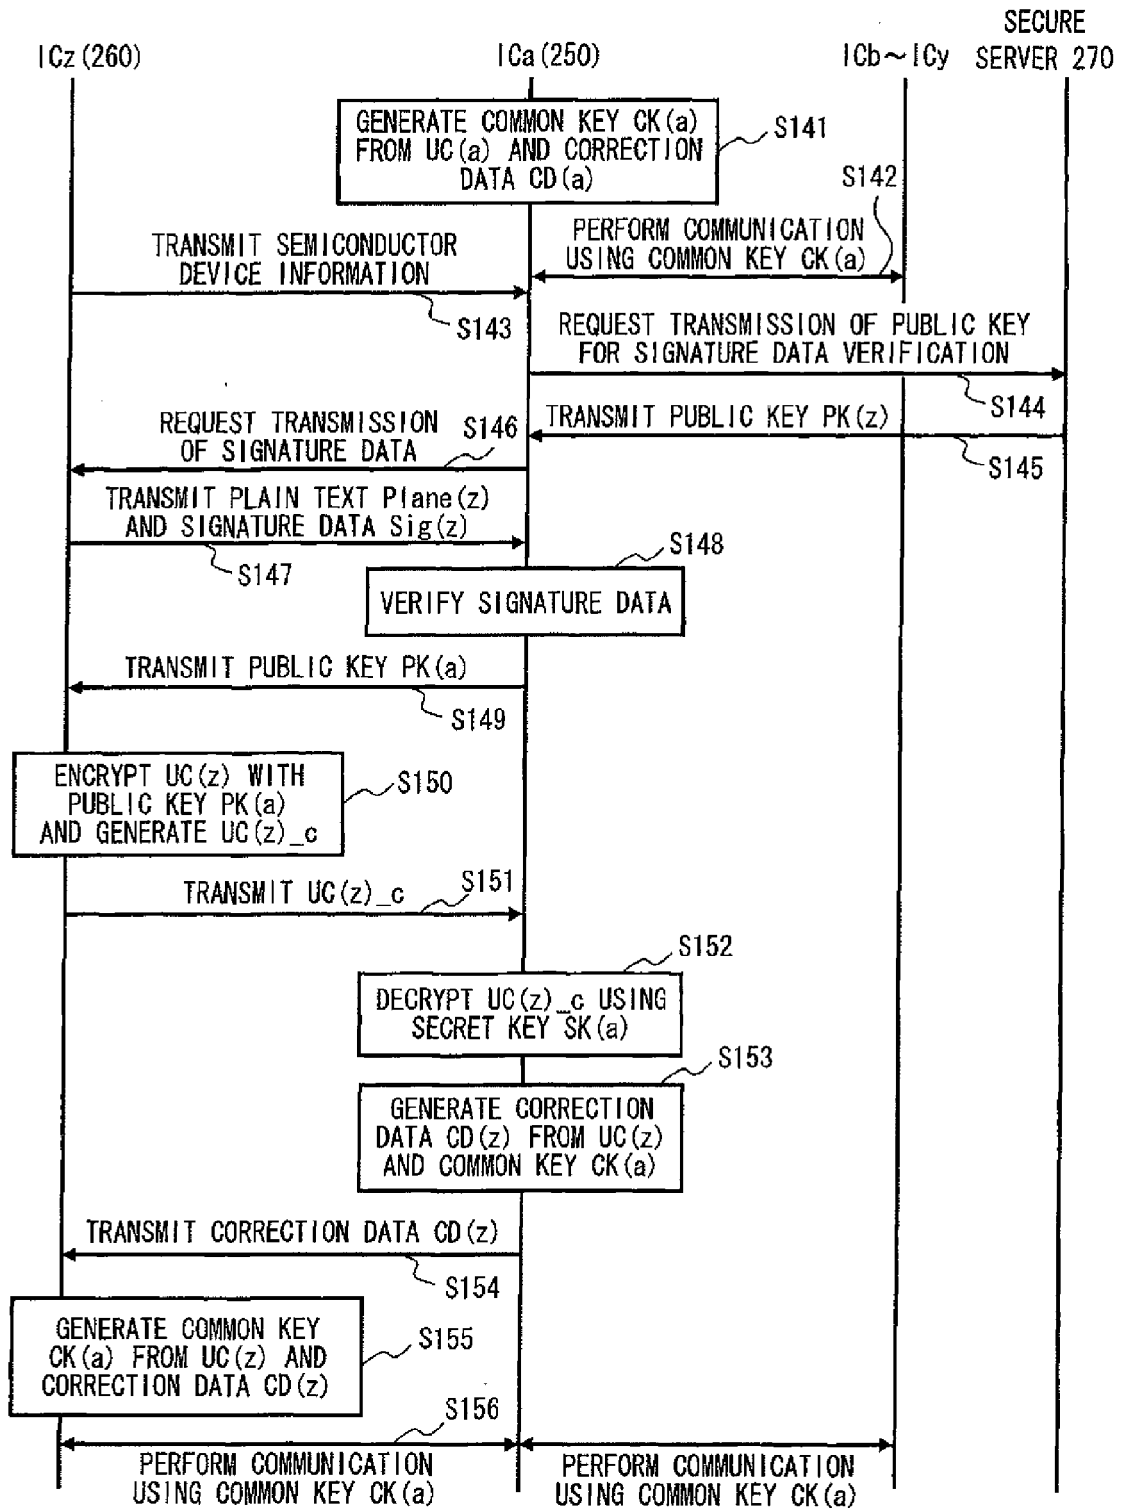 SECURE
ICz(260)
ICa(250)
ICb~ICy
SERVER 270
GENERATE COMMON KEY CK(a)
FROM UC(a) AND CORRECTION
DATA CD(a)
S141
S142
PERFORM COMMUNICATION
USING COMMON KEY CK(a)
TRANSMIT SEMICONDUCTOR
DEVICE INFORMATION
S143
REQUEST TRANSMISSION OF PUBLIC KEY
FOR SIGNATURE DATA VERIFICATION
S144
TRANSMIT PUBLIC KEY PK(z)
S145
REQUEST TRANSMISSION
OF SIGNATURE DATA
S146
TRANSMIT PLAIN TEXT Plane(z)
AND SIGNATURE DATA Sig(z)
S147
S148
VERIFY SIGNATURE DATA
TRANSMIT PUBLIC KEY PK(a)
S149
ENCRYPT UC(z) WITH
PUBLIC KEY PK(a)
AND GENERATE UC(z)_c
S150
TRANSMIT UC(z)_c
S151
S152
DECRYPT UC(z)_c USING
SECRET KEY SK(a)
S153
GENERATE CORRECTION
DATA CD(z) FROM UC(z)
AND COMMON KEY CK(a)
TRANSMIT CORRECTION DATA CD(z)
S154
GENERATE COMMON KEY
CK(a) FROM UC(z) AND
CORRECTION DATA CD(z)
S155
S156
PERFORM COMMUNICATION
USING COMMON KEY CK(a)
PERFORM COMMUNICATION
USING COMMON KEY CK(a)